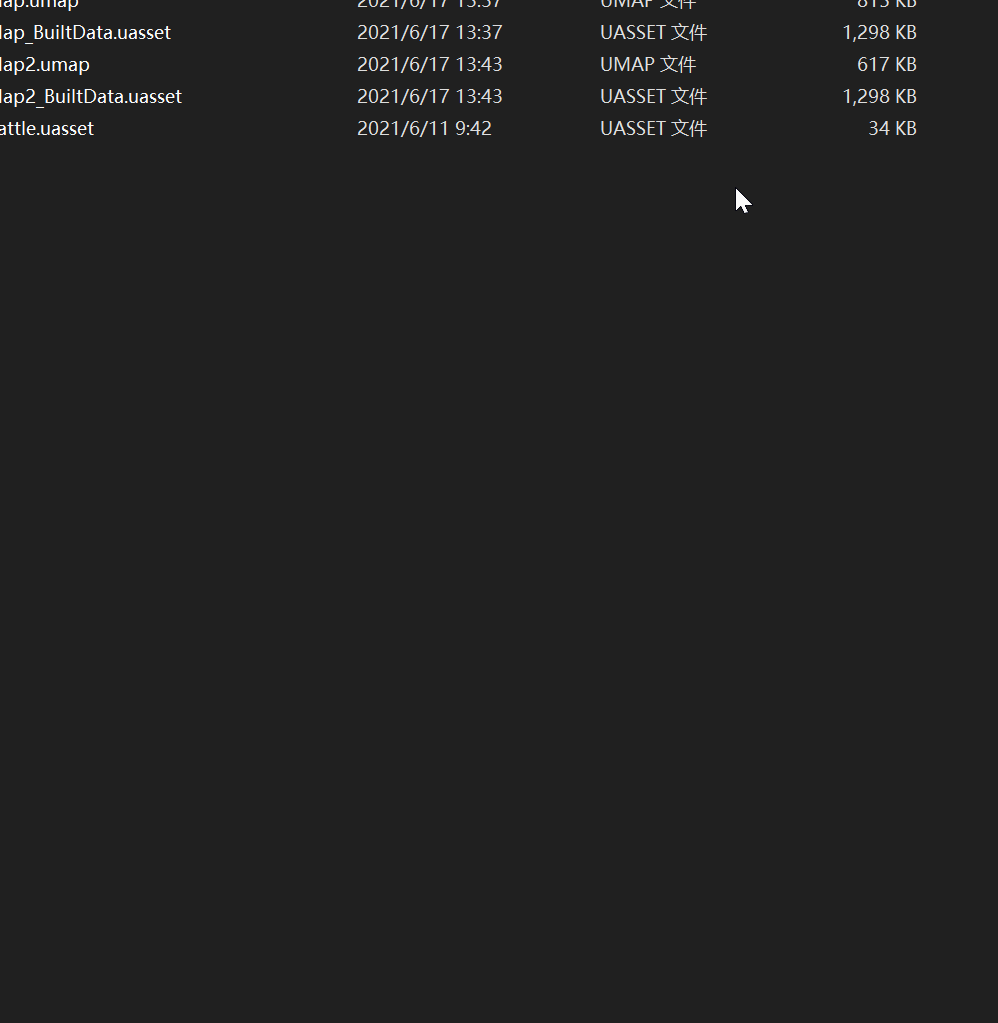 2021/6/17 13:37 UMAP 文件 KB
lap_BuiltData.uasset 2021/6/17 13:37 UASSET 文件 1,298 KB
lap2.umap 2021/6/17 13:43 UMAP 文件 617 KB
lap2_BuiltData.uasset 2021/6/17 13:43 UASSET 文件 1,298 KB
attle.uasset 2021/6/11 9:42 UASSET 文件 34 KB